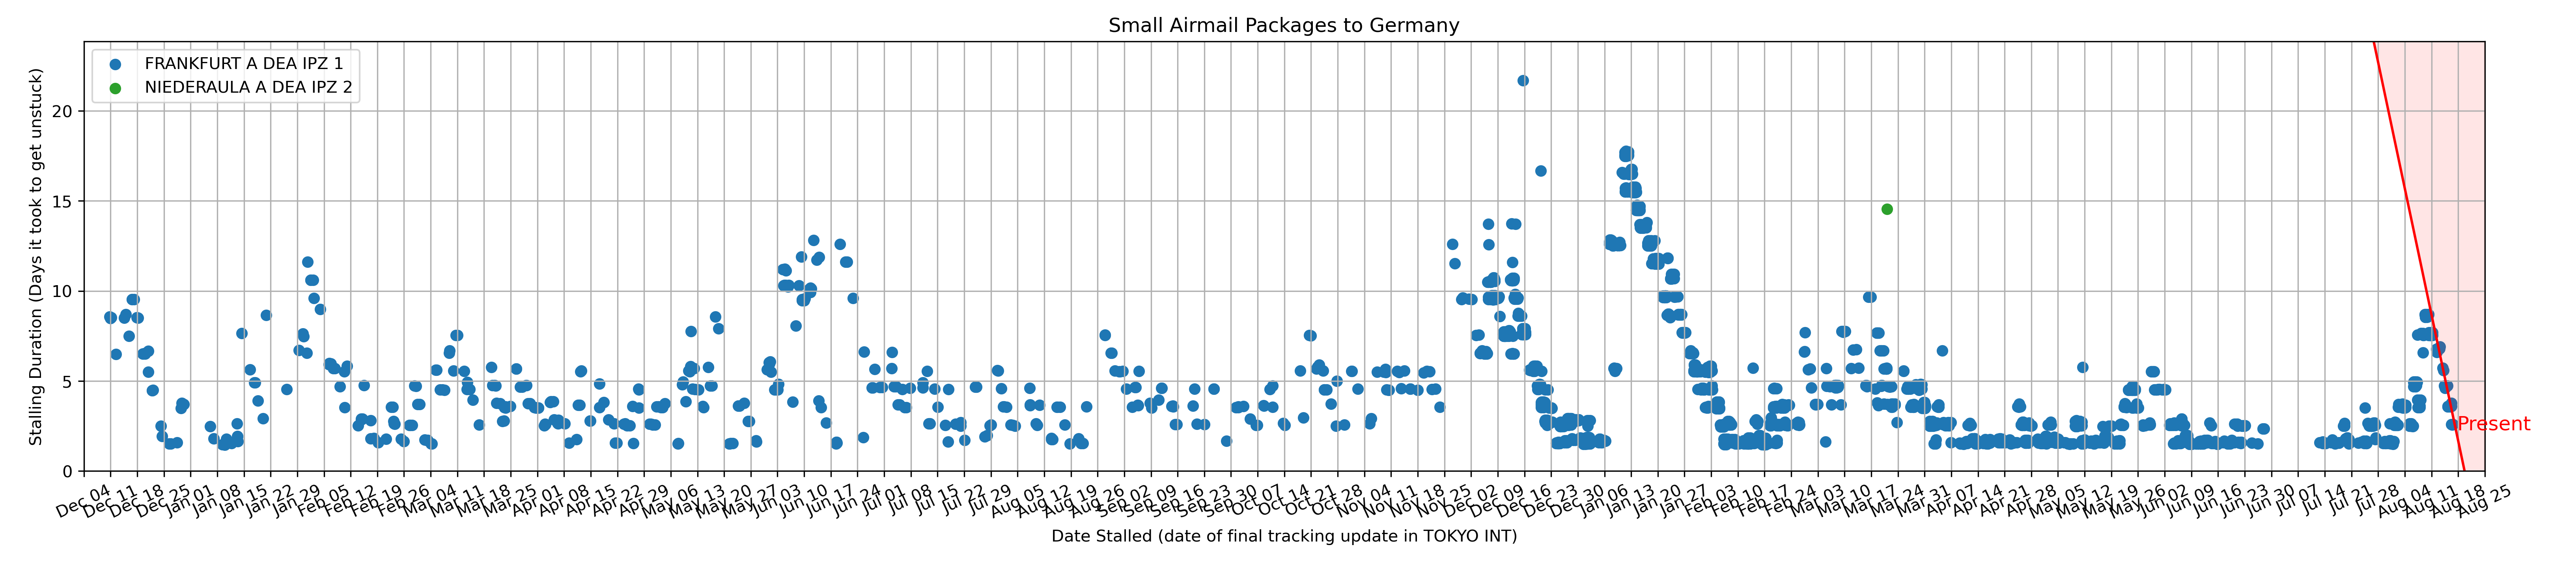 Small Airmail Packages to Germany
FRANKFURT A DEA IPZ 1
NIEDERAULA A DEA IPZ 2
Stalling Duration (Days it took to get unstuck)
20
15
10
5
0
Present
Dec 04
Dec 11
Dec 18
Dec 25
Jan 01
Jan 08
Jan 15
Jan 22
Jan 29
Feb 05
Feb 12
Feb 19
Feb 26
Mar 04
Mar 11
Mar 18
Mar 25
Apr 01
Apr 08
Apr 15
Apr 22
Apr 29
May 06
May 13
May 20
May 27
Jun 03
Jun 10
Jun 17
Jun 24
Jul 01
Jul 08
Jul 15
Jul 22
Jul 29
Aug 05
Aug 12
Aug 19
Aug 26
Sep 02
Sep 09
Sep 16
Sep 23
Sep 30
Oct 07
Oct 14
Oct 21
Oct 28
Nov 04
Nov 11
Nov 18
Nov 25
Dec 02
Dec 09
Dec 16
Dec 23
Dec 30
Jan 06
Jan 13
Jan 20
Jan 27
Feb 03
Feb 10
Feb 17
Feb 24
Mar 03
Mar 10
Mar 17
Mar 24
Mar 31
Apr 07
Apr 14
Apr 21
Apr 28
May 05
May 12
May 19
May 26
Jun 02
Jun 09
Jun 16
Jun 23
Jun 30
Jul 07
Jul 14
Jul 21
Jul 28
Aug 04
Aug 11
Aug 18
Aug 25
Date Stalled (date of final tracking update in TOKYO INT)